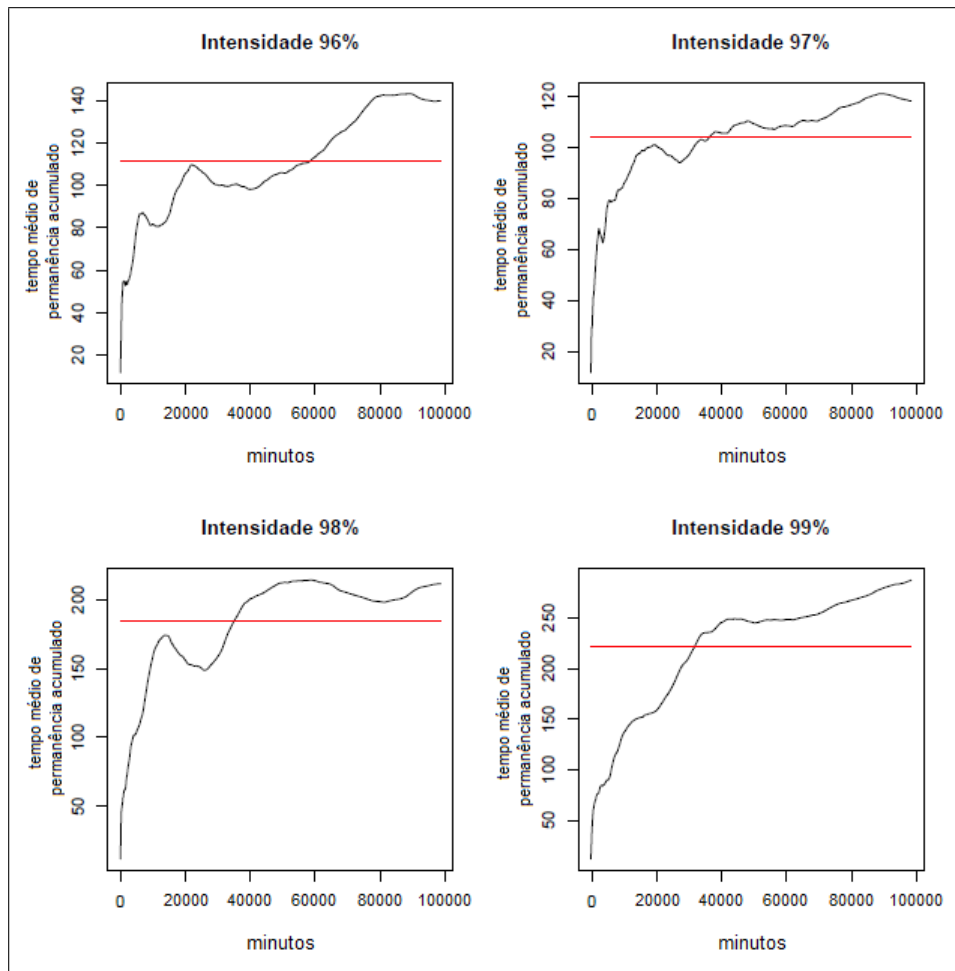 Intensidade 96%
tempo médio de
permanência acumulado
140
120
100
80
60
40
20
0 20000 40000 60000 80000 100000
minutos
Intensidade 97%
tempo médio de
permanência acumulado
120
100
80
60
40
20
0 20000 40000 60000 80000 100000
minutos
Intensidade 98%
tempo médio de
permanência acumulado
200
150
100
50
0 20000 40000 60000 80000 100000
minutos
Intensidade 99%
tempo médio de
permanência acumulado
250
200
150
100
50
0 20000 40000 60000 80000 100000
minutos